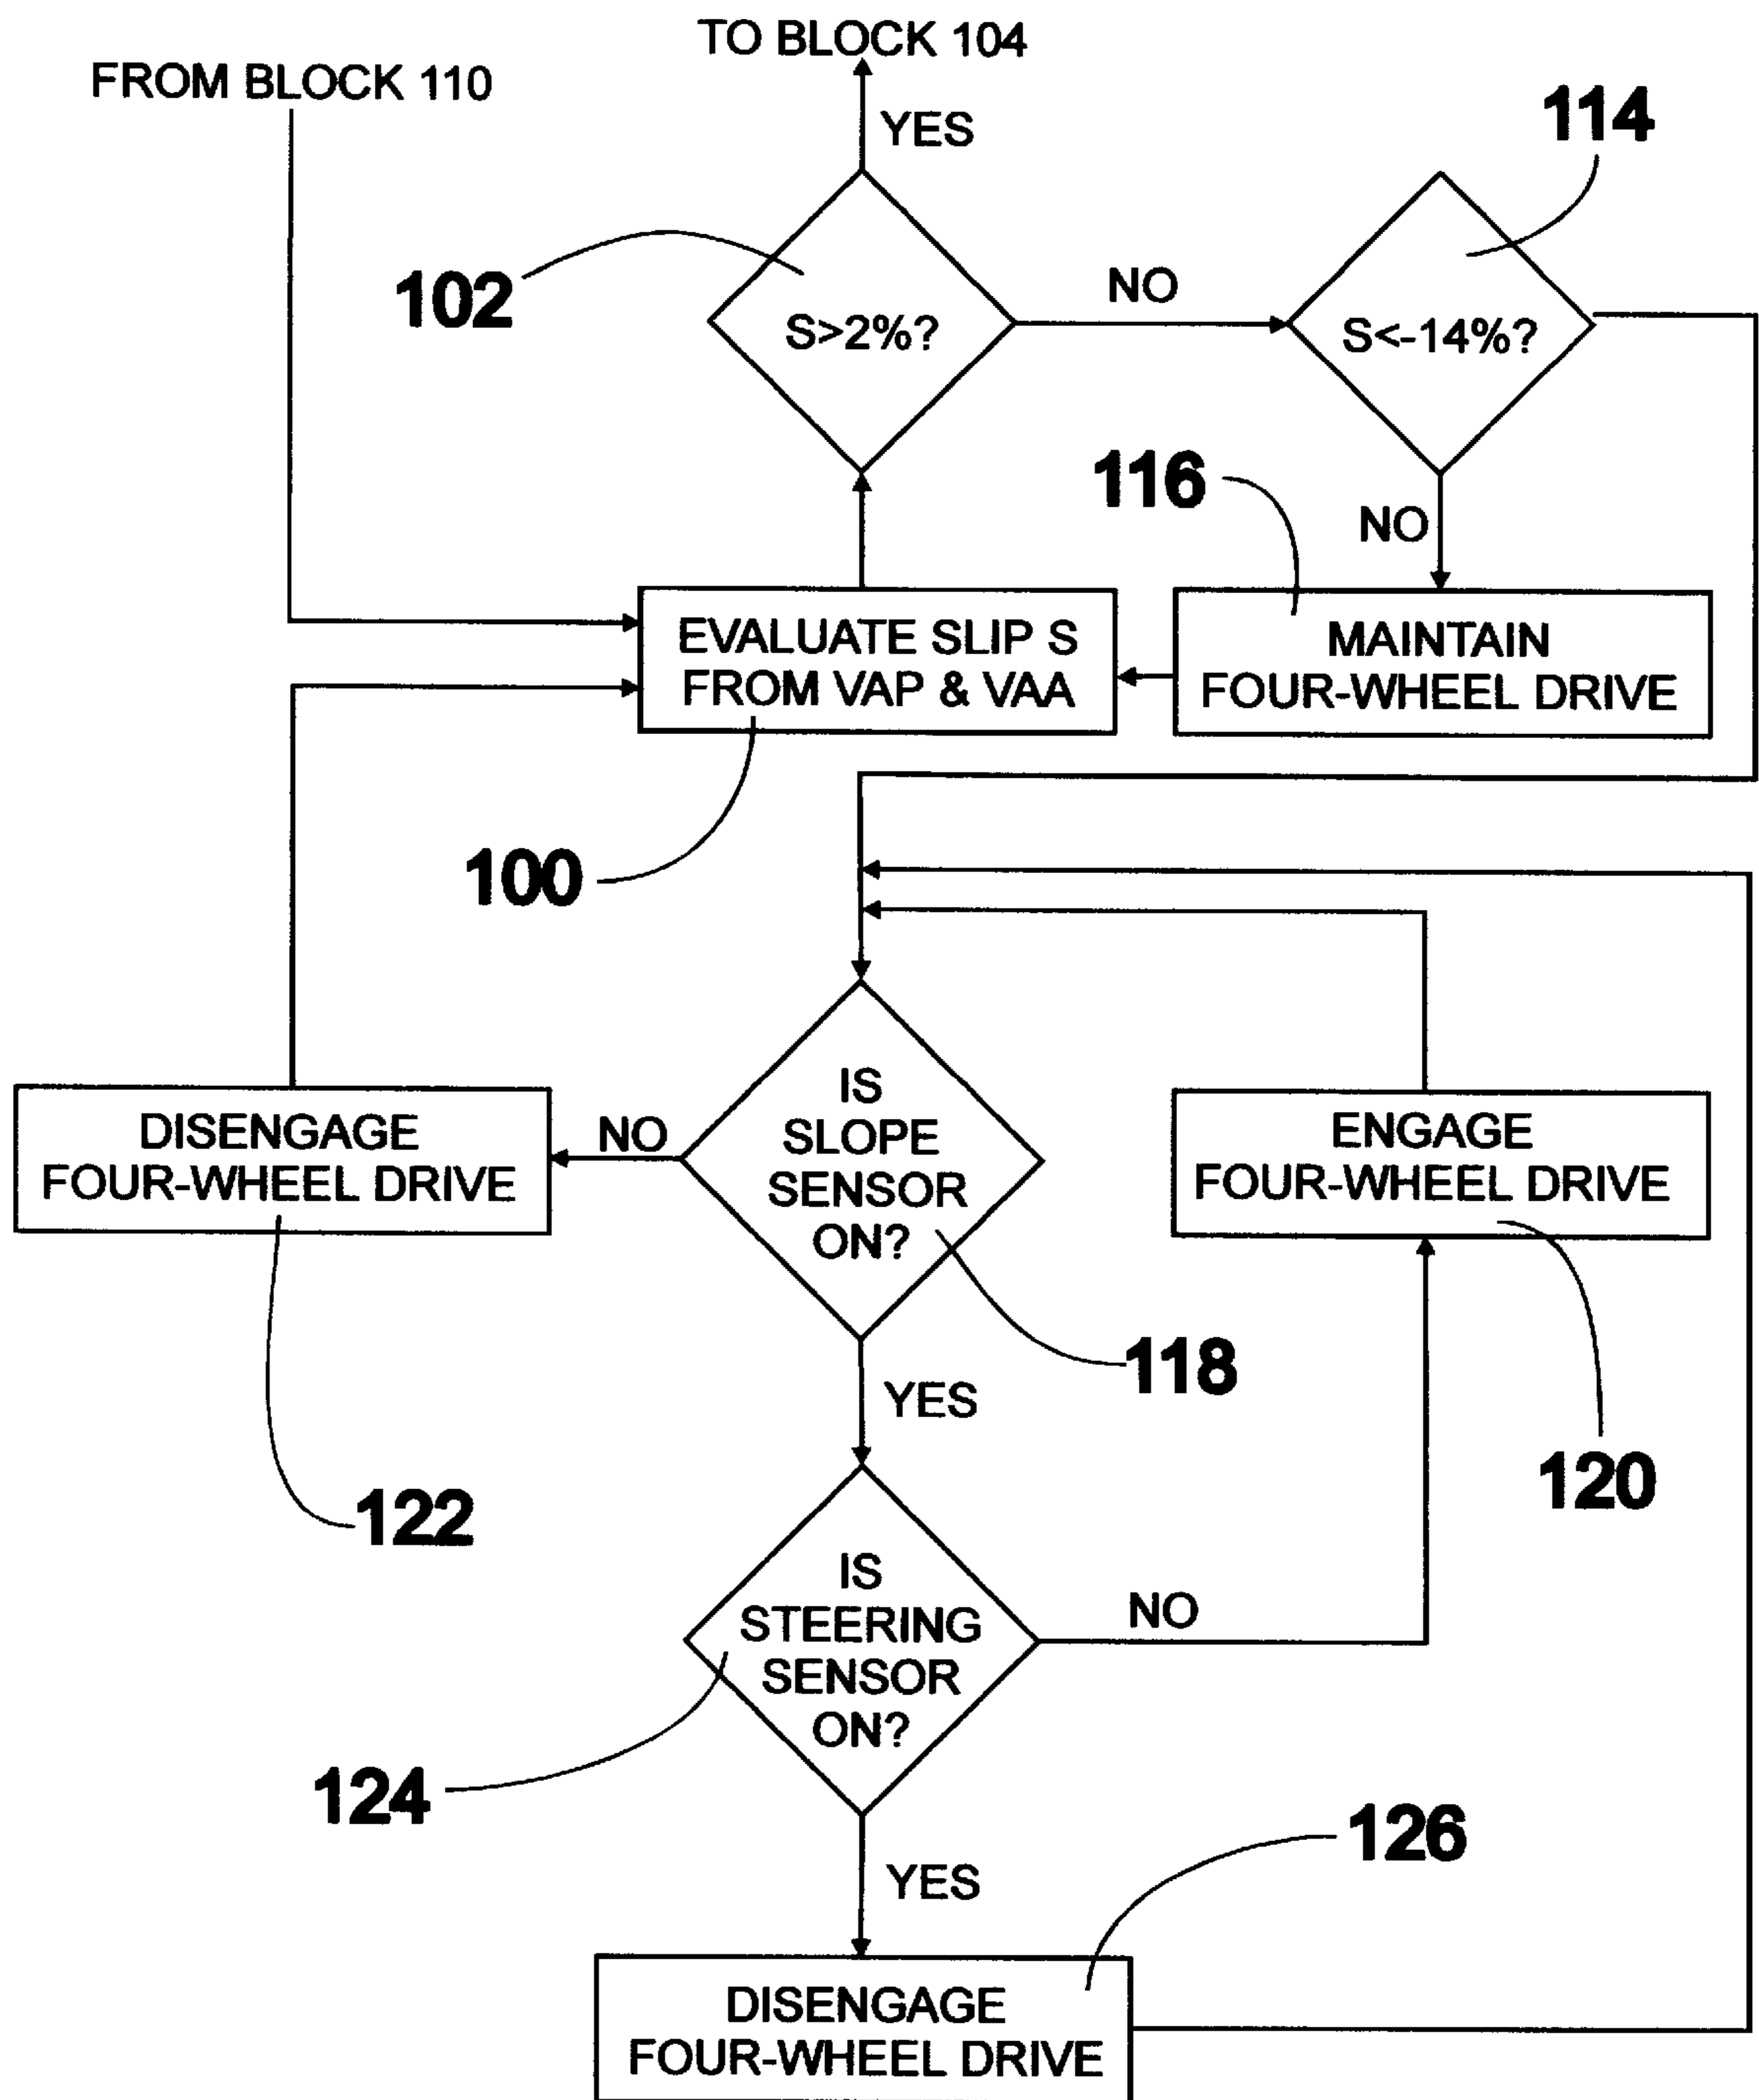 TO BLOCK 104
FROM BLOCK 110
YES
114
102
NO
S>2%?
S<-14%?
116
NO
EVALUATE SLIP S
FROM VAP & VAA
MAINTAIN
FOUR-WHEEL DRIVE
100
IS
SLOPE
SENSOR
ON?
NO
DISENGAGE
FOUR-WHEEL DRIVE
ENGAGE
FOUR-WHEEL DRIVE
118
YES
122
120
IS
STEERING
SENSOR
ON?
NO
124
126
YES
DISENGAGE
FOUR-WHEEL DRIVE